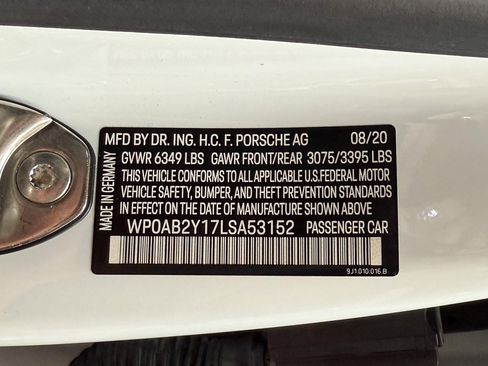 MFD BY DR. ING. H.C. F. PORSCHE AG 08/20
GVWR 6349 LBS GAWR FRONT/REAR 3075/3395 LBS
THIS VEHICLE CONFORMS TO ALL APPLICABLE U.S.FEDERAL MOTOR
VEHICLE SAFETY, BUMPER, AND THEFT PREVENTION STANDARDS
IN EFFECT ON THE DATE OF MANUFACTURE SHOWN ABOVE.
WP0AB2Y17LSA53152 PASSENGER CAR
9J1.010.016.B
MADE IN GERMANY